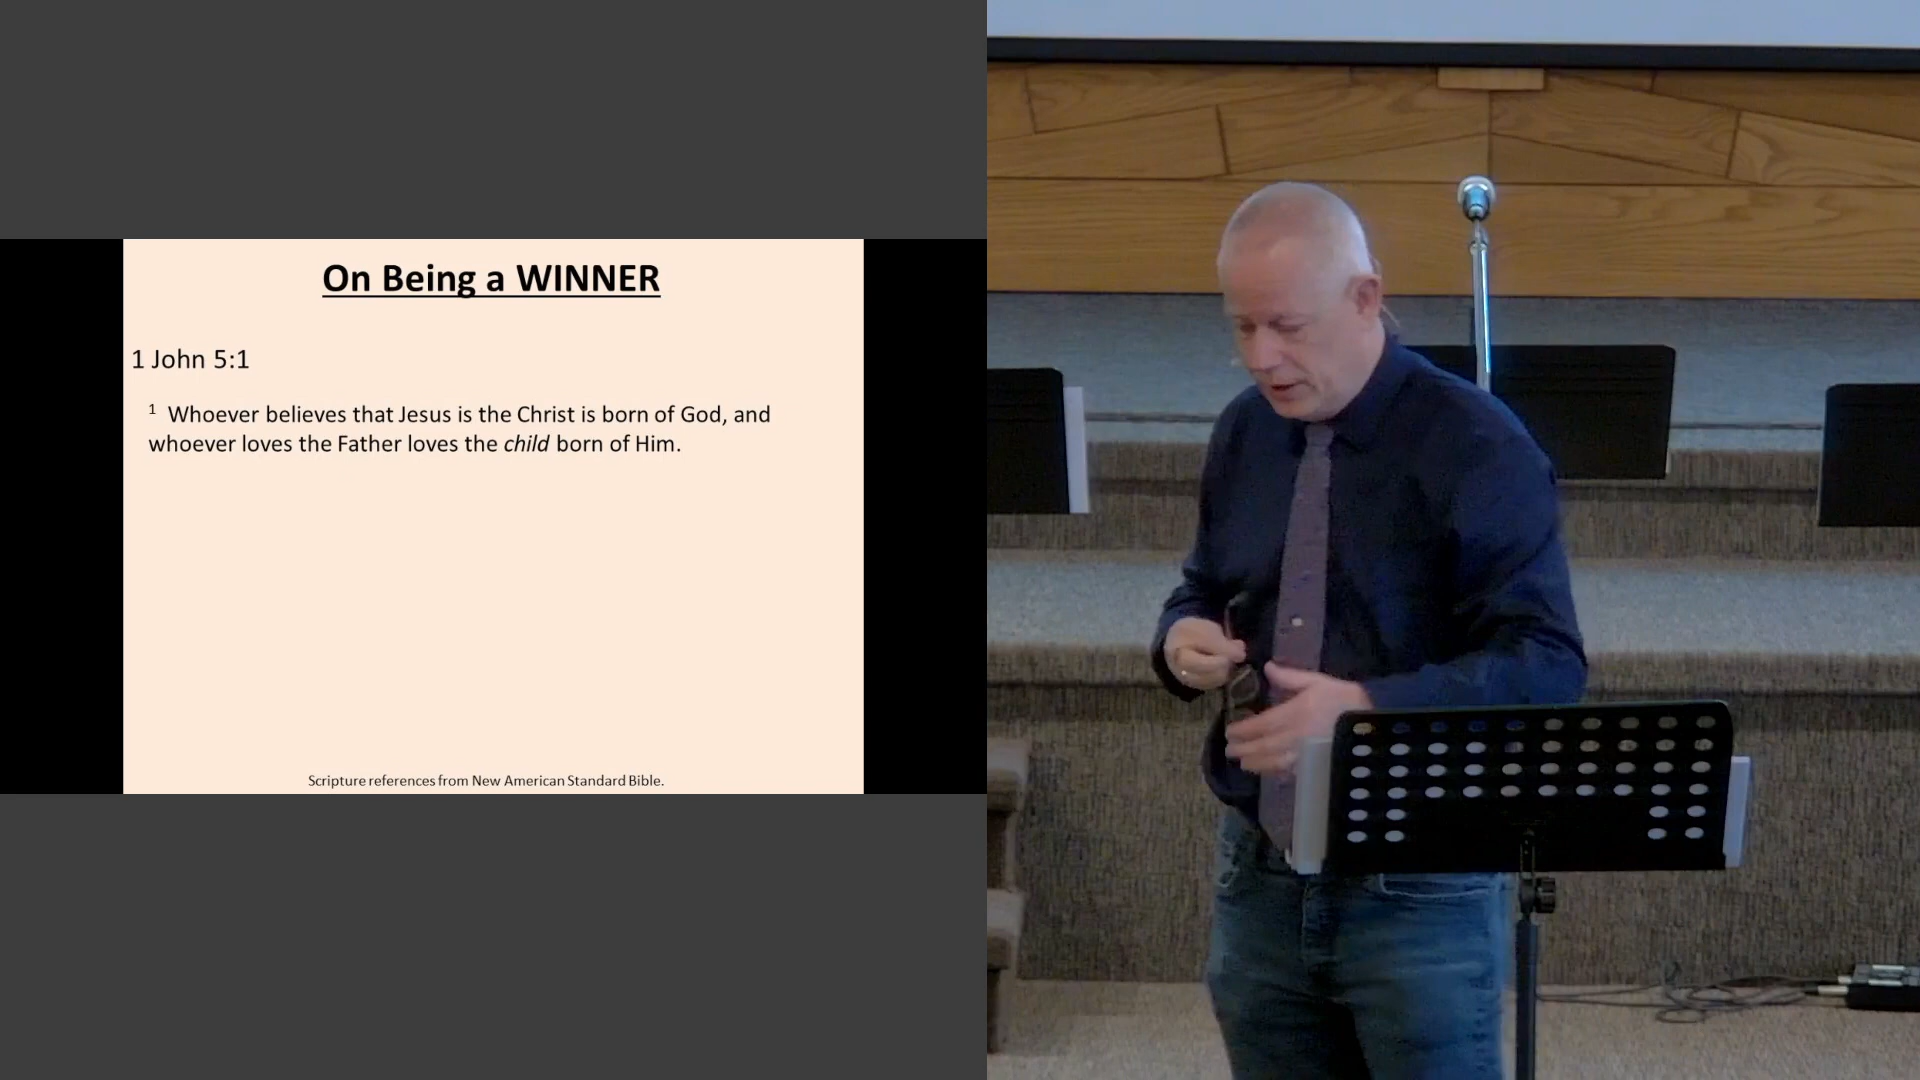 On Being a WINNER
1 John 5:1
1 Whoever believes that Jesus is the Christ is born of God, and
whoever loves the Father loves the child born of Him.
Scripture references from New American Standard Bible.